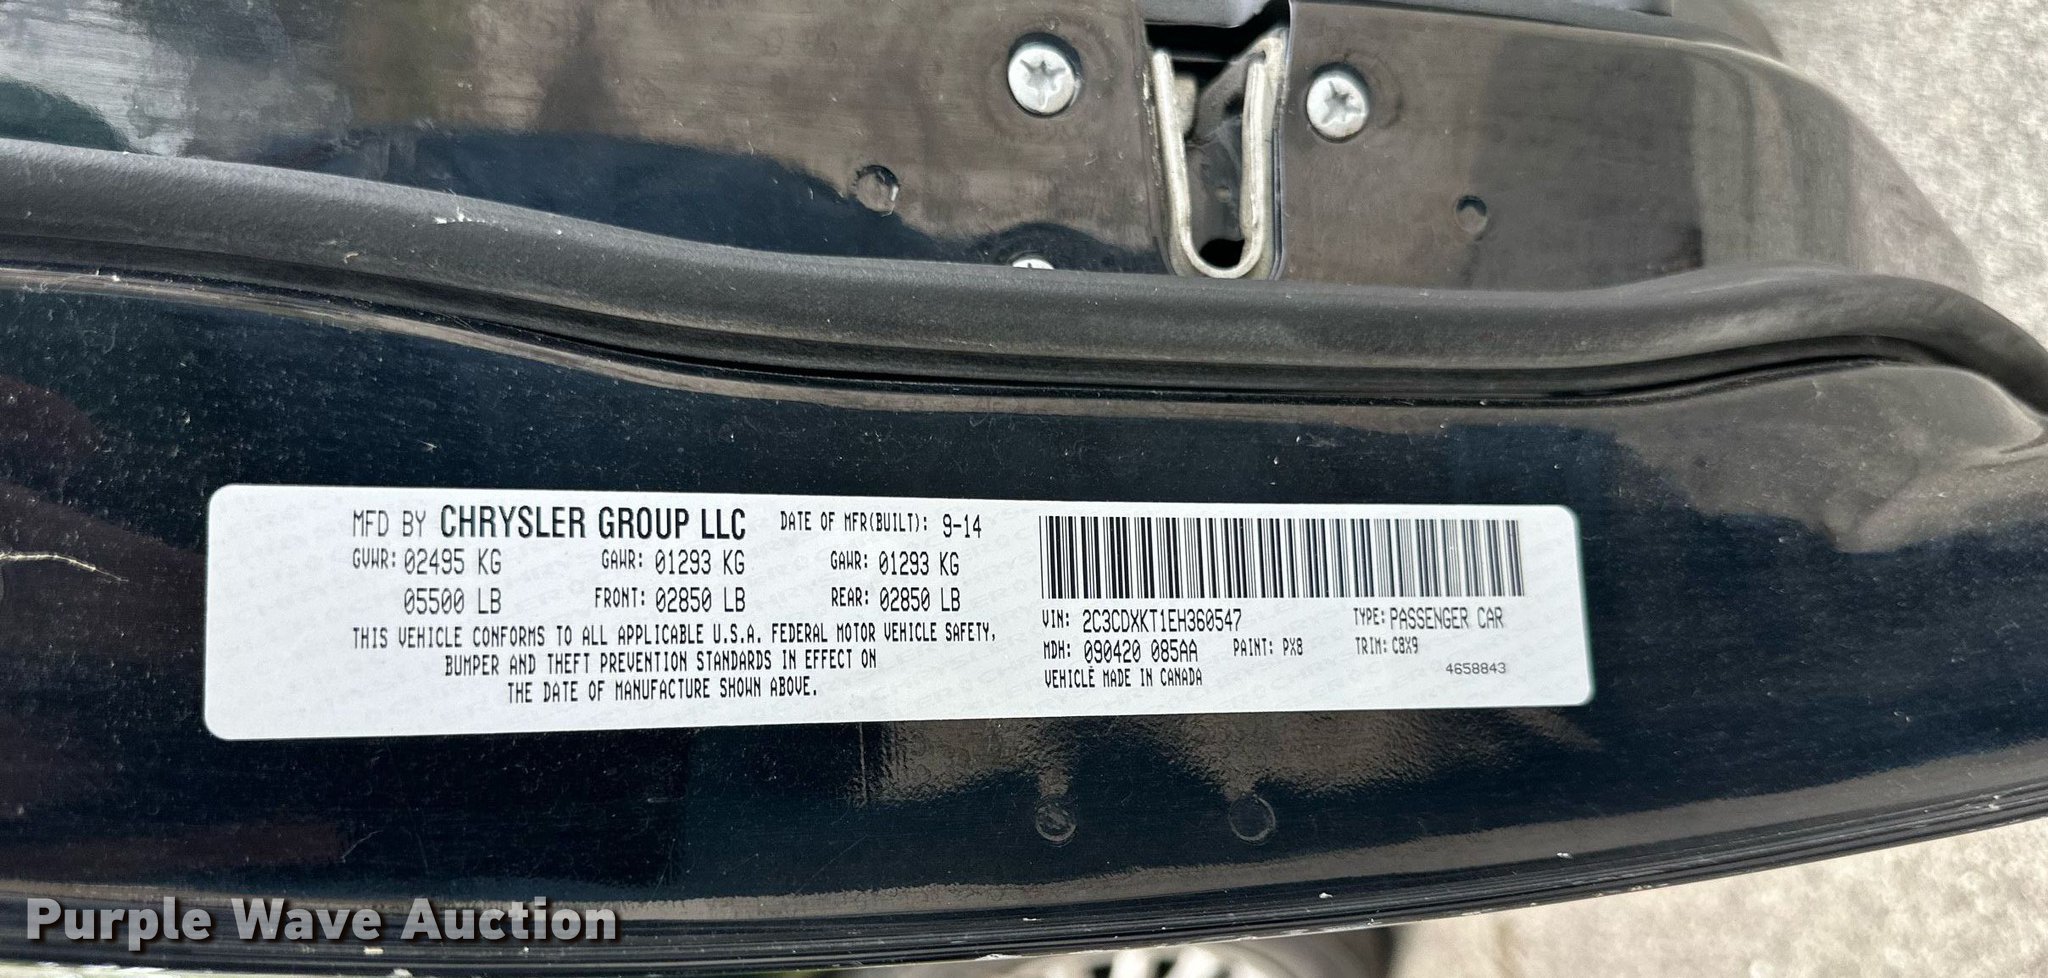 MFD BY CHRYSLER GROUP LLC DATE OF MFR(BUILT): 9-14
GVWR: 02495 KG GAWR: 01293 KG GAWR: 01293 KG
05500 LB FRONT: 02850 LB REAR: 02850 LB
THIS VEHICLE CONFORMS TO ALL APPLICABLE U.S.A. FEDERAL MOTOR VEHICLE SAFETY,
BUMPER AND THEFT PREVENTION STANDARDS IN EFFECT ON
THE DATE OF MANUFACTURE SHOWN ABOVE.
VIN: 2C3CDXKT1EH360547 TYPE: PASSENGER CAR
MDH: 090420 085AA PAINT: PX8 TRIM: C8X9
VEHICLE MADE IN CANADA 4658843
Purple Wave Auction